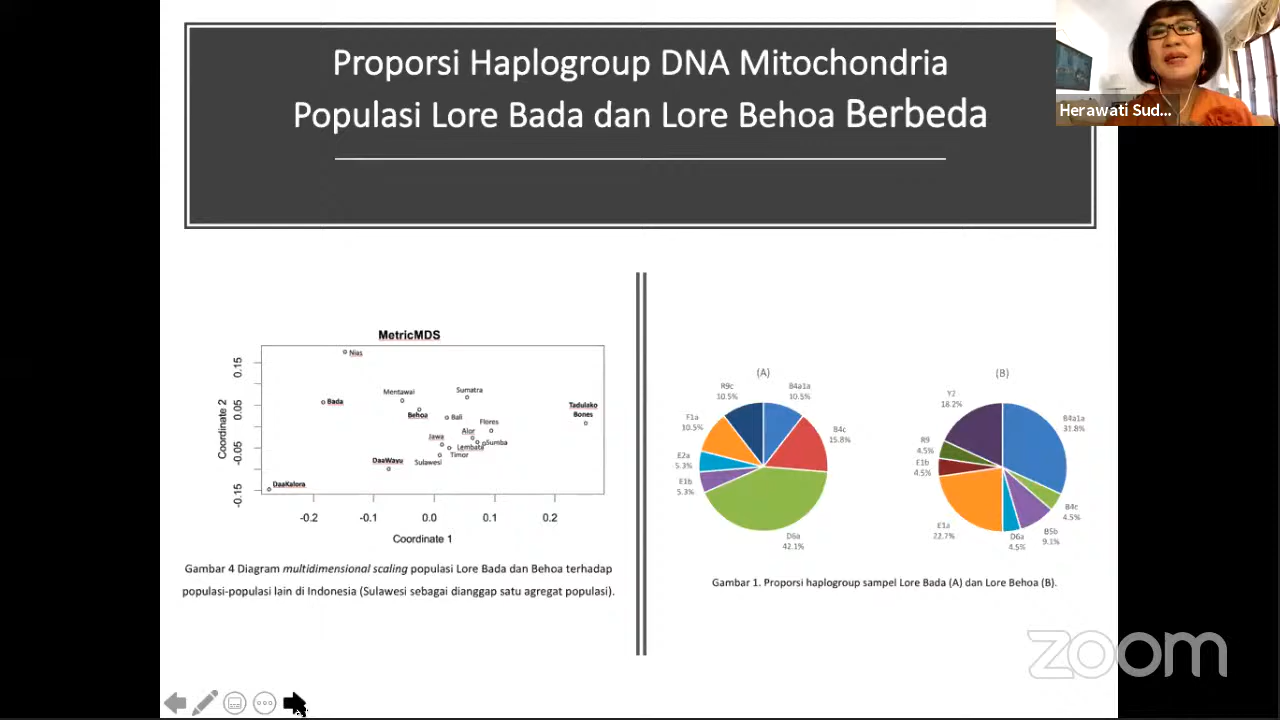 Proporsi Haplogroup DNA Mitochondria
Populasi Lore Bada dan Lore Behoa Berbeda
Herawati Sud...
MetricMDS
Coordinate 2
0.15
0.05
-0.05
-0.15
Nias
Bada
Mentawai
Behoa
Sumatra
Bali
Flores
Tadulako
Bones
Jawa
Alor
Sumba
Lembata
Timor
Sulawesi
DaaWayu
DaaKalora
-0.2
-0.1
0.0
0.1
0.2
Coordinate 1
Gambar 4 Diagram multidimensional scaling populasi Lore Bada dan Behoa terhadap
populasi-populasi lain di Indonesia (Sulawesi sebagai dianggap satu agregat populasi).
(A)
R9c
10.5%
B4a1a
10.5%
F1a
10.5%
B4c
15.8%
E2a
5.3%
E1b
5.3%
D6a
42.1%
(B)
Y2
18.2%
B4a1a
31.8%
R9
4.5%
E1b
4.5%
B4c
4.5%
E1a
22.7%
D6a
4.5%
B5b
9.1%
Gambar 1. Proporsi haplogroup sampel Lore Bada (A) dan Lore Behoa (B).
zoom